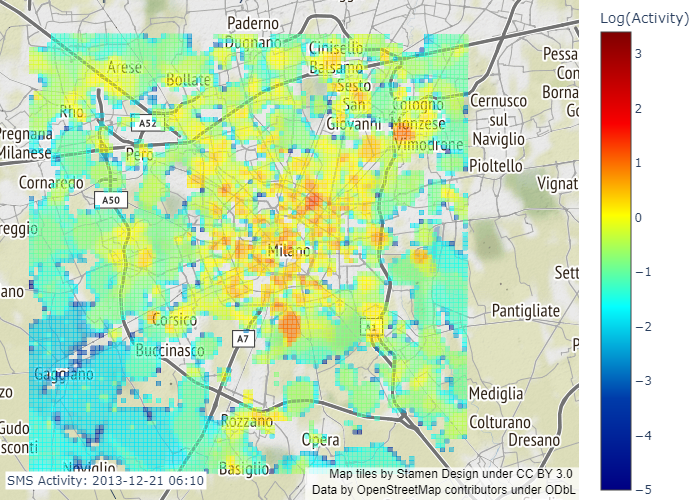 Paderno
Dugnano
Cinisello
Balsamo
Sesto
San
Giovanni
Arese
Bollate
Rho
A52
Pero
Pregnana
Milanese
Cornaredo
A50
Cologno
Monzese
Vimodrone
Cernusco
sul
Naviglio
Pioltello
Pessa
Con
Borna
Go
Vignat
reggio
Milano
Sett
ano
Pantigliate
Corsico
A7
A1
Buccinasco
P
Gaggiano
zo
Mediglia
Rozzano
Colturano
Dresano
Gudo
sconti
Opera
Noviglio
Basiglio
SMS Activity: 2013-12-21 06:10
Map tiles by Stamen Design under CC BY 3.0
Data by OpenStreetMap contributors under ODbL
Log(Activity)
3
2
1
0
−1
−2
−3
−4
−5